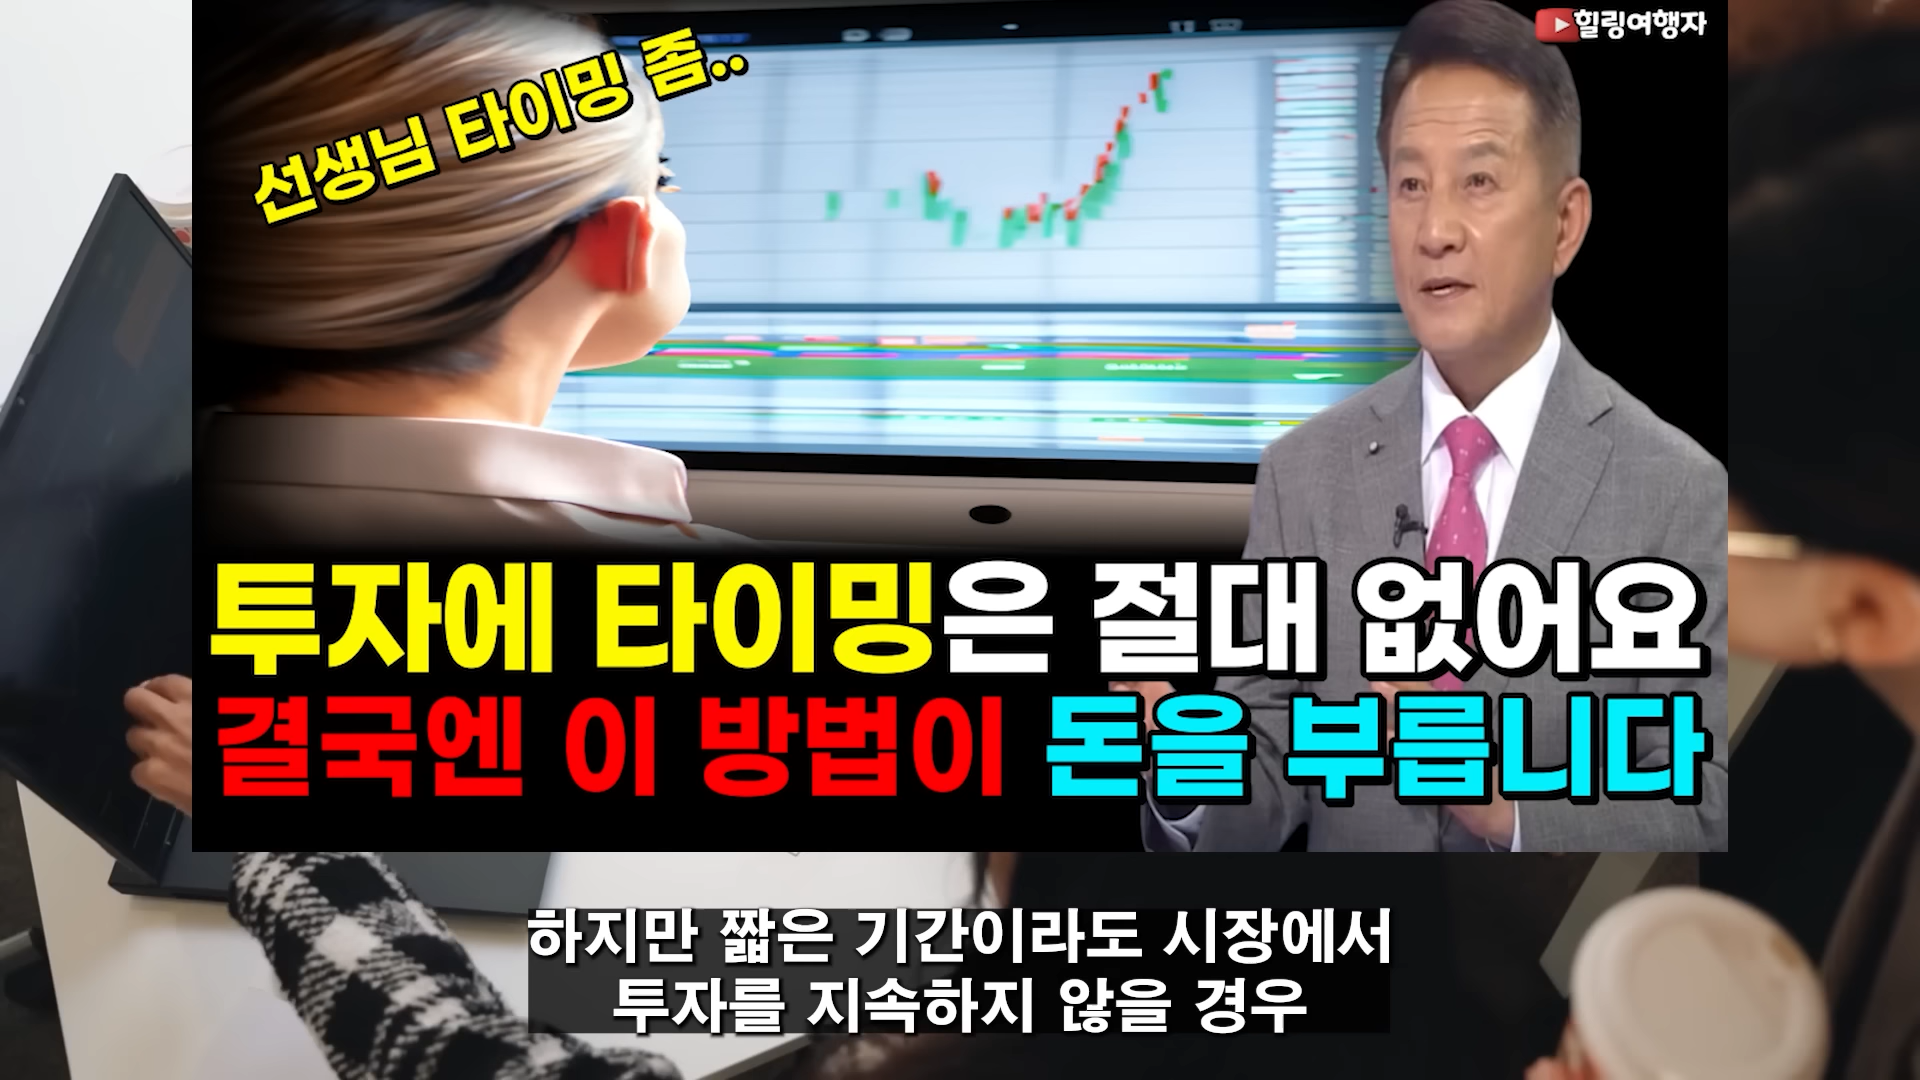 힐링여행자
선생님 타이밍 좀..
투자에 타이밍은 절대 없어요
결국엔 이 방법이 돈을 부릅니다
하지만 짧은 기간이라도 시장에서
투자를 지속하지 않을 경우